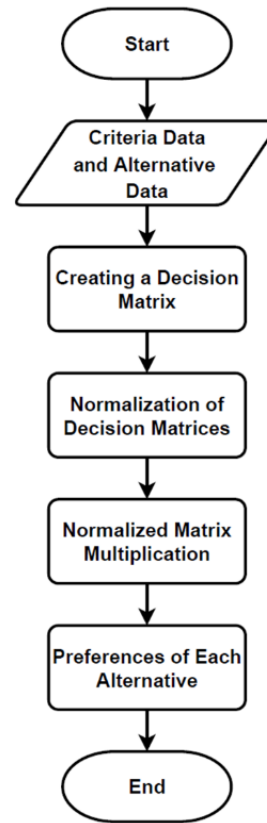 Start
Criteria Data
and Alternative
Data
Creating a Decision
Matrix
Normalization of
Decision Matrices
Normalized Matrix
Multiplication
Preferences of Each
Alternative
End